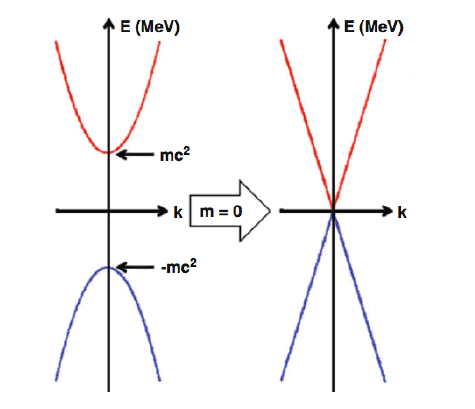 E (MeV)
mc²
k
-mc²
m = 0
E (MeV)
k